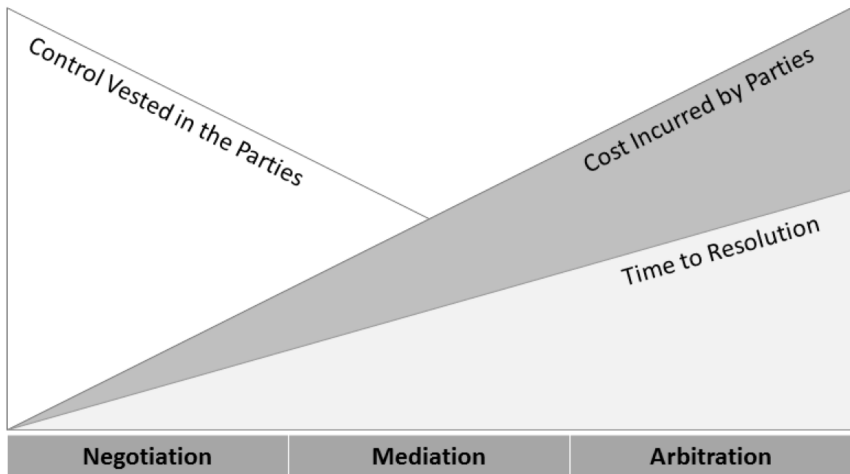 Control Vested in the Parties
Cost Incurred by Parties
Time to Resolution
Negotiation
Mediation
Arbitration